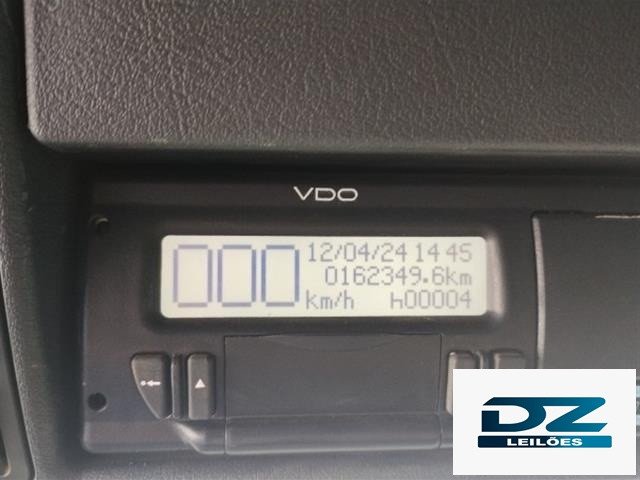 VDO
000
12/04/24 14 45
0162349.6km
km/h h00004
DZ
LEILÕES